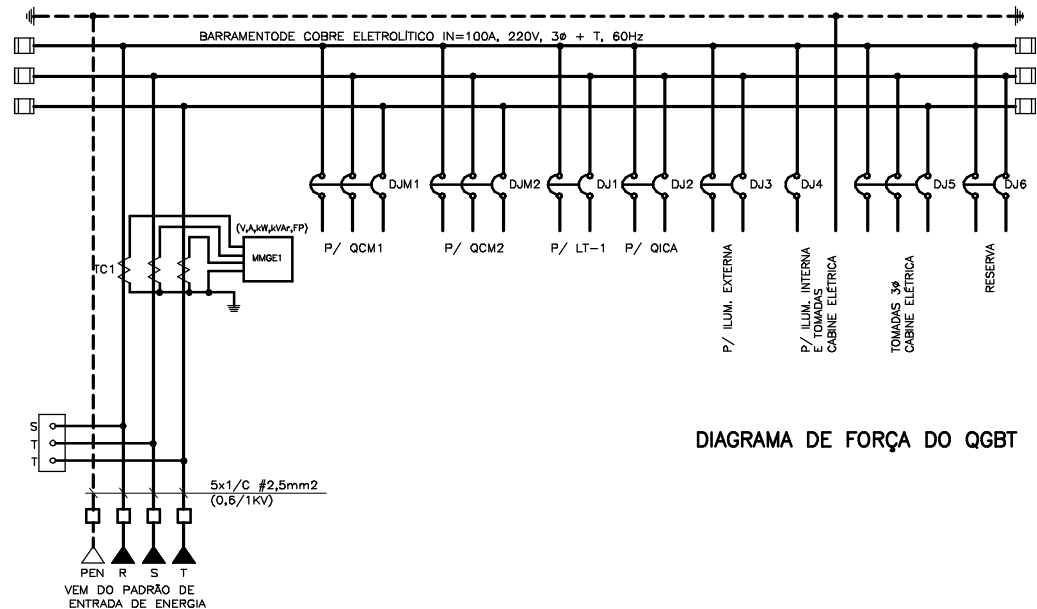 BARRAMENTODE COBRE ELETROLÍTICO IN=100A, 220V, 3ø + T, 60Hz
DJM1
DJM2
DJ1
DJ2
DJ3
DJ4
DJ5
DJ6
P/ QCM1
P/ QCM2
P/ LT-1
P/ QICA
P/ ILUM. EXTERNA
P/ ILUM. INTERNA
E TOMADAS
CABINE ELÉTRICA
TOMADAS 3ø
CABINE ELÉTRICA
RESERVA
(V,A,kW,kVAr,FP)
MMGE1
TC1
S
T
T
DIAGRAMA DE FORÇA DO QGBT
5x1/C #2,5mm2
(0,6/1KV)
PEN R S T
VEM DO PADRÃO DE
ENTRADA DE ENERGIA